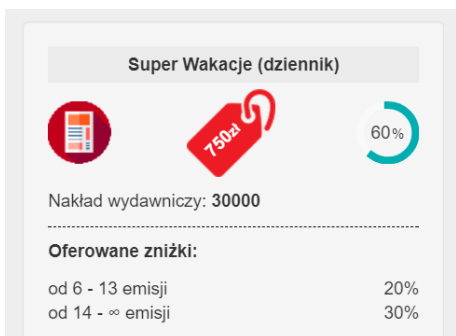 Super Wakacje (dziennik)
750zł
60%
Nakład wydawniczy: 30000
Oferowane zniżki:
od 6 - 13 emisji 20%
od 14 - ∞ emisji 30%